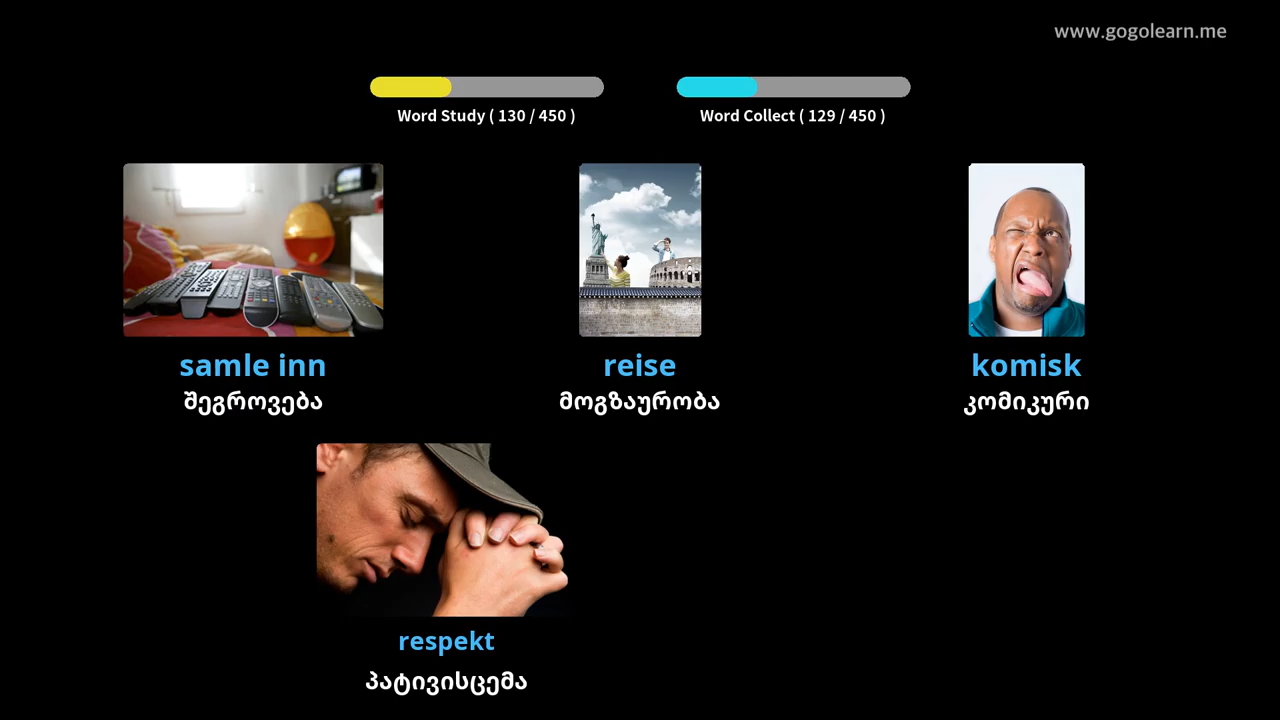 www.gogolearn.me
Word Study ( 130 / 450 )
Word Collect ( 129 / 450 )
samle inn
შეგროვება
reise
მოგზაურობა
komisk
კომიკური
respekt
პატივისცემა